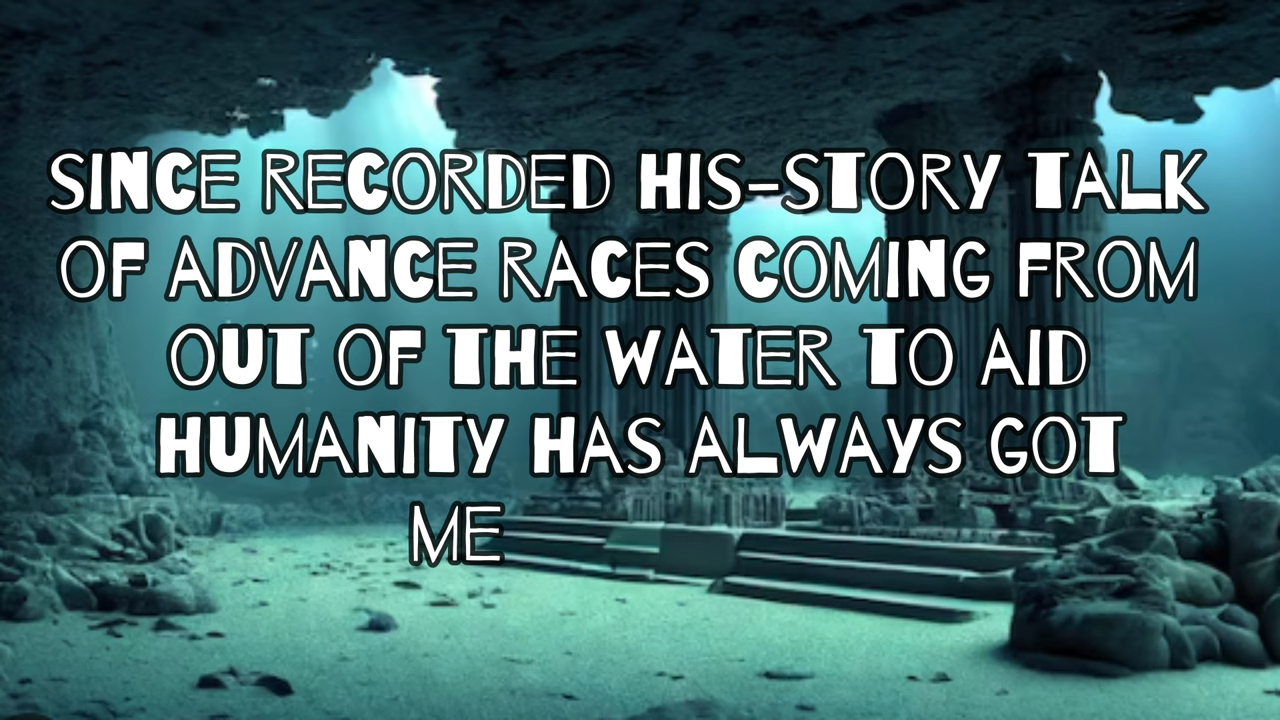 SINCE RECORDED HIS-STORY TALK
OF ADVANCE RACES COMING FROM
OUT OF THE WATER TO AID
HUMANITY HAS ALWAYS GOT
ME